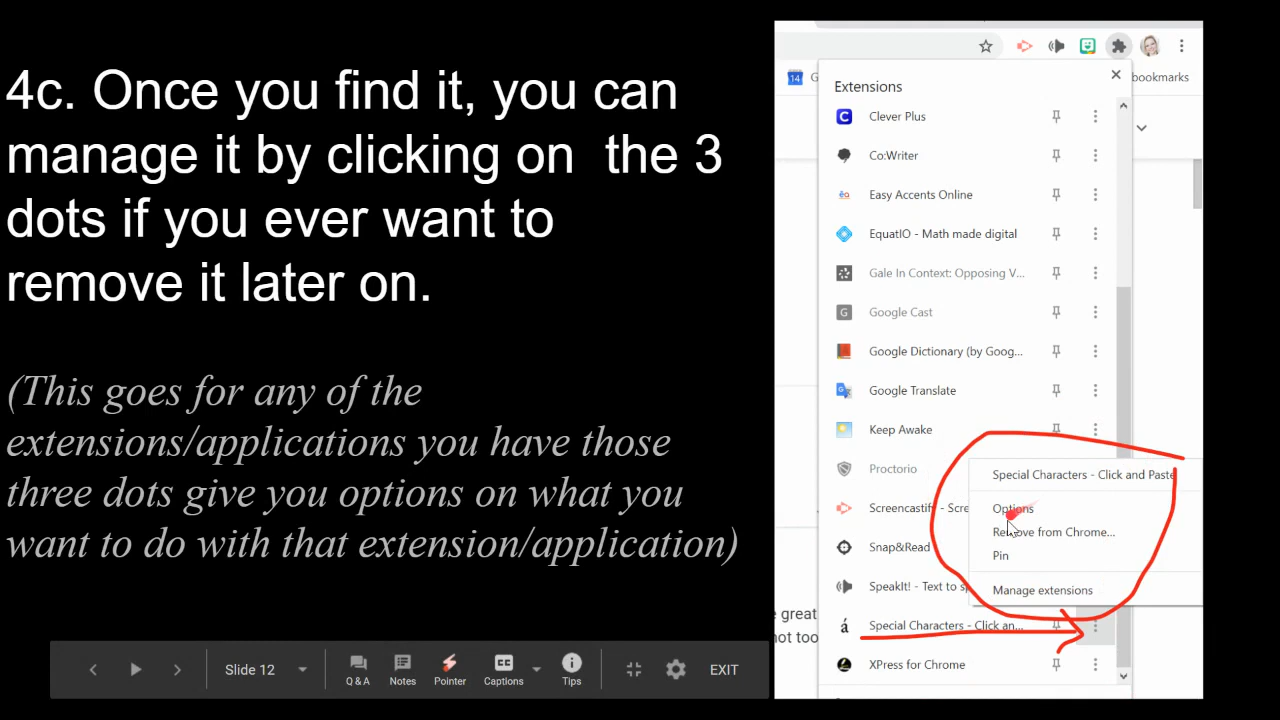 4c. Once you find it, you can
manage it by clicking on the 3
dots if you ever want to
remove it later on.
(This goes for any of the
extensions/applications you have those
three dots give you options on what you
want to do with that extension/application)
14
bookmarks
Extensions
Clever Plus
Co:Writer
Easy Accents Online
EquatIO - Math made digital
Gale In Context: Opposing V...
Google Cast
Google Dictionary (by Goog...
Google Translate
Keep Awake
Proctorio
Special Characters - Click and Paste
Screencastify - Scre
Options
Remove from Chrome...
Snap&Read
Pin
SpeakIt! - Text to sp
Manage extensions
great
á Special Characters - Click an...
not too
XPress for Chrome
Slide 12
Q & A
Notes
Pointer
CC
Captions
Tips
EXIT